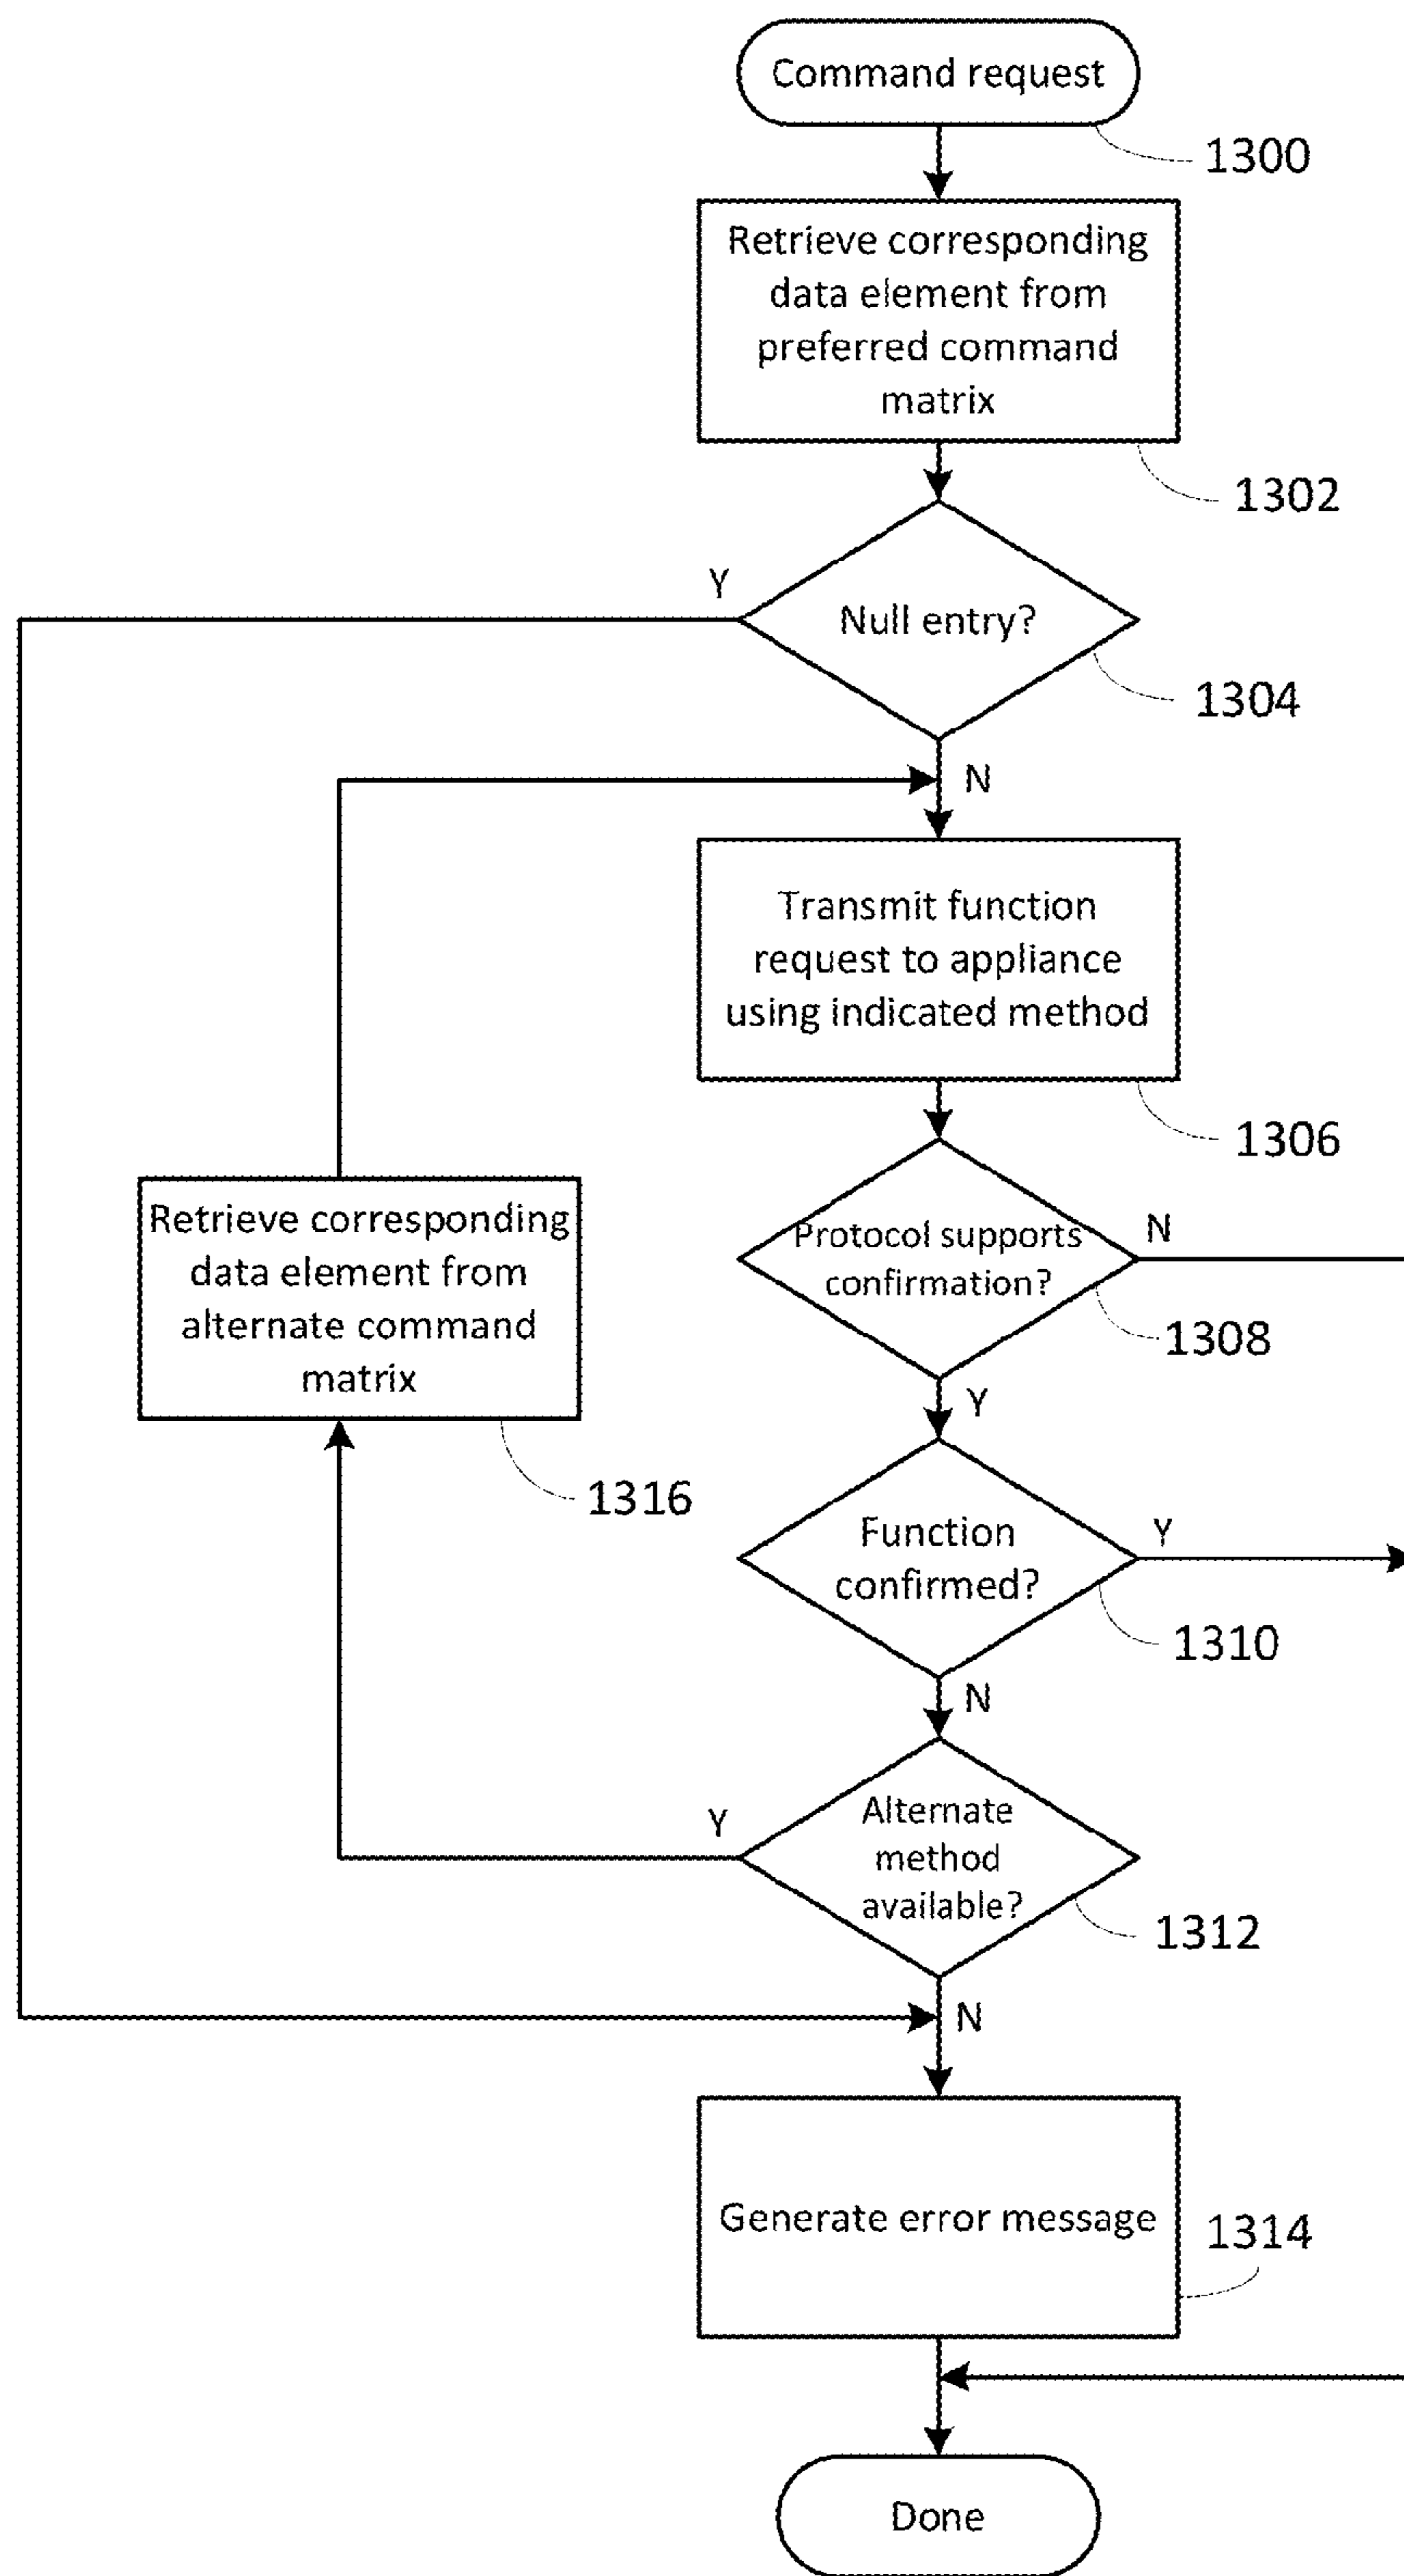 Command request
1300
Retrieve corresponding
data element from
preferred command
matrix
1302
Y
Null entry?
1304
N
Transmit function
request to appliance
using indicated method
1306
Retrieve corresponding
data element from
alternate command
matrix
1316
Protocol supports
confirmation?
N
1308
Y
Function
confirmed?
Y
1310
N
Y
Alternate
method
available?
1312
N
Generate error message
1314
Done